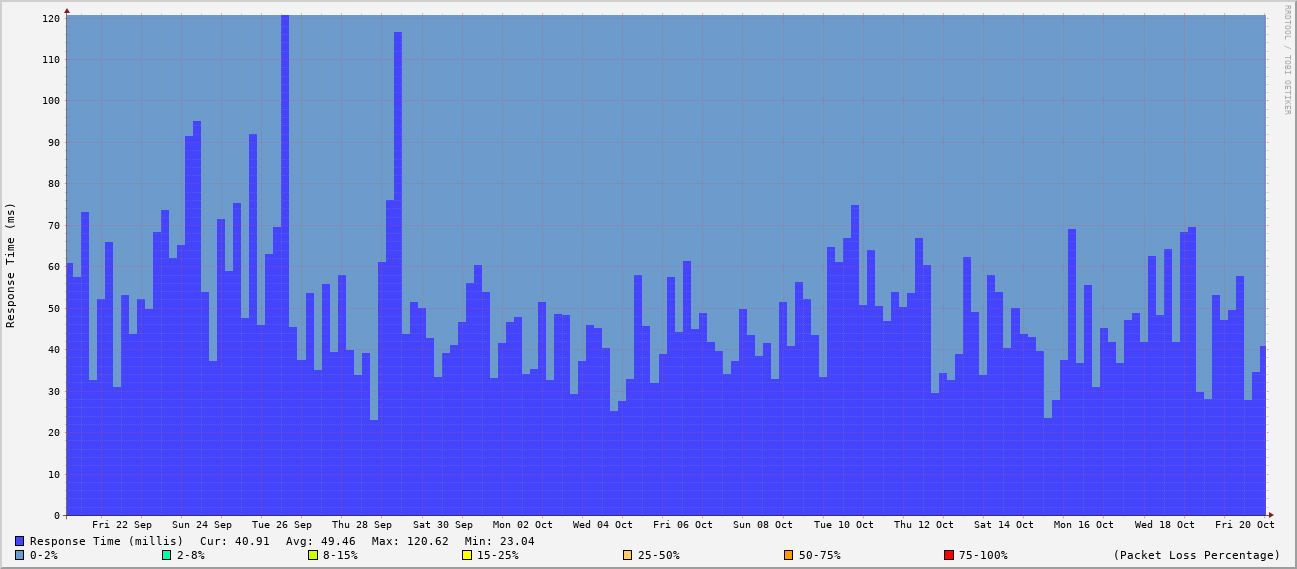 RRDTOOL / TOBI OETIKER
Response Time (ms)
120
110
100
90
80
70
60
50
40
30
20
10
0
Fri 22 Sep Sun 24 Sep Tue 26 Sep Thu 28 Sep Sat 30 Sep Mon 02 Oct Wed 04 Oct Fri 06 Oct Sun 08 Oct Tue 10 Oct Thu 12 Oct Sat 14 Oct Mon 16 Oct Wed 18 Oct Fri 20 Oct
Response Time (millis) Cur: 40.91 Avg: 49.46 Max: 120.62 Min: 23.04
0-2% 2-8% 8-15% 15-25% 25-50% 50-75% 75-100% (Packet Loss Percentage)